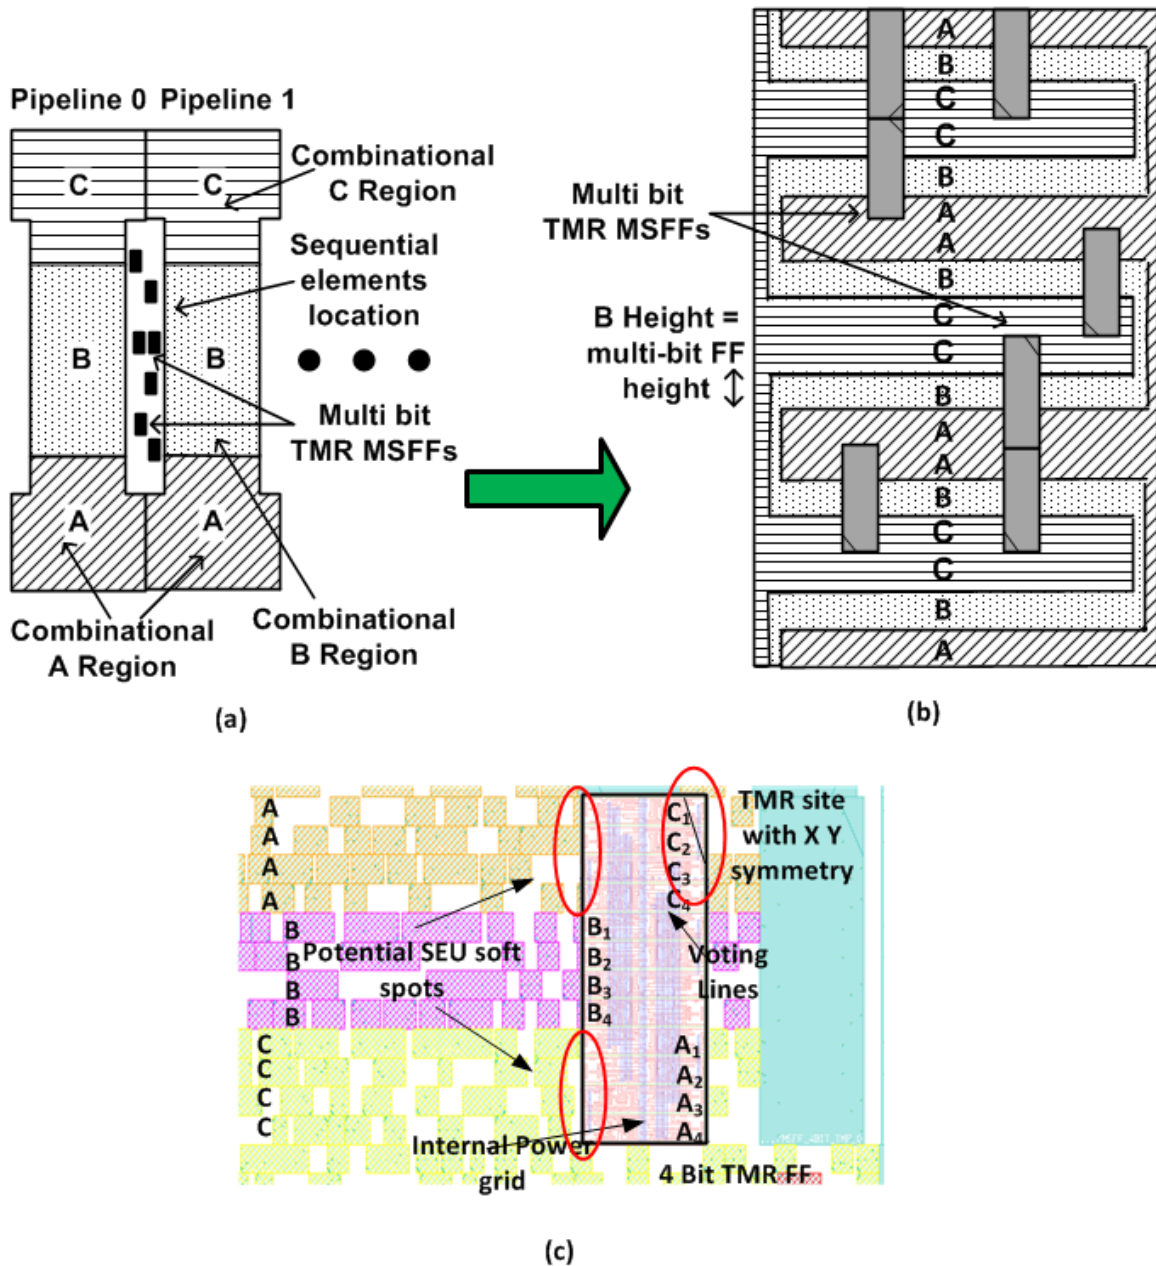 Pipeline 0 Pipeline 1
C
C
Combinational
C Region
Sequential
elements
location
B
B
Multi bit
TMR MSFFs
A
A
Combinational
A Region
Combinational
B Region
(a)
A
B
C
C
B
A
A
B
C
C
B
A
A
B
C
C
B
A
Multi bit
TMR MSFFs
B Height =
multi-bit FF
height
(b)
A
A
A
A
B
B
B
B
C
C
C
C
Potential SEU soft
spots
C1
C2
C3
C4
B1
B2
B3
B4
A1
A2
A3
A4
TMR site
with X Y
symmetry
Voting
Lines
Internal Power
grid
4 Bit TMR FF
(c)